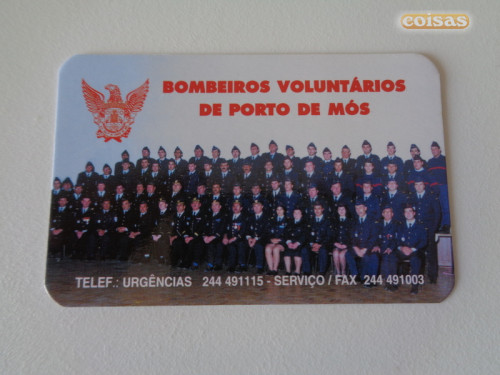 coisas
BOMBEIROS VOLUNTÁRIOS
DE PORTO DE MÓS
TELEF.: URGÊNCIAS 244 491115 - SERVIÇO / FAX 244 491003